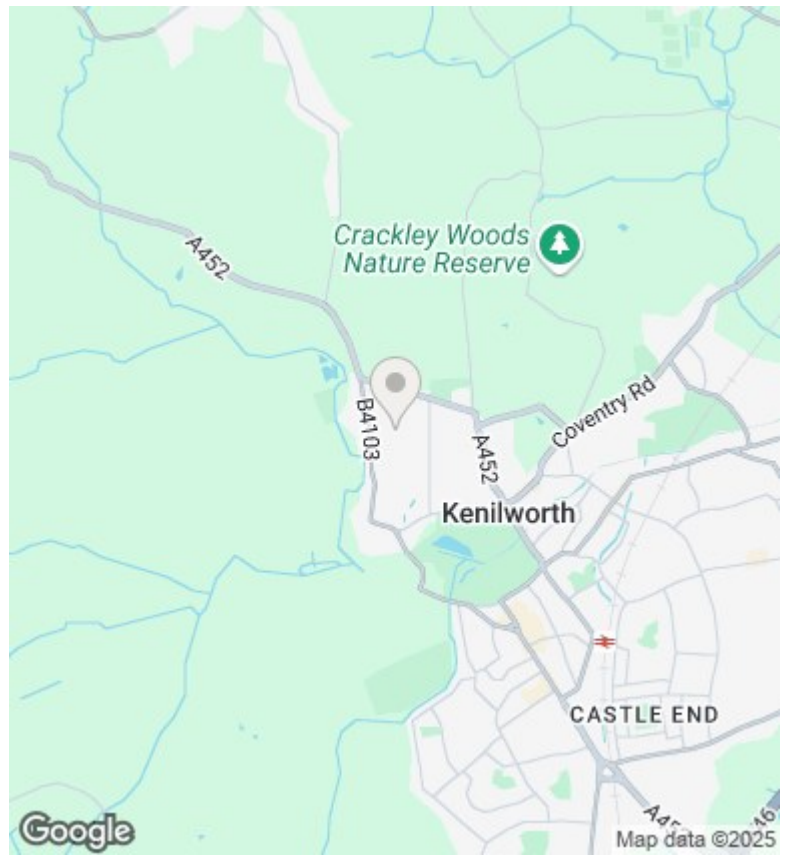 Crackley Woods
Nature Reserve
A452
Coventry Rd
B4103
A452
Kenilworth
CASTLE END
A452
Google
Map data ©2025